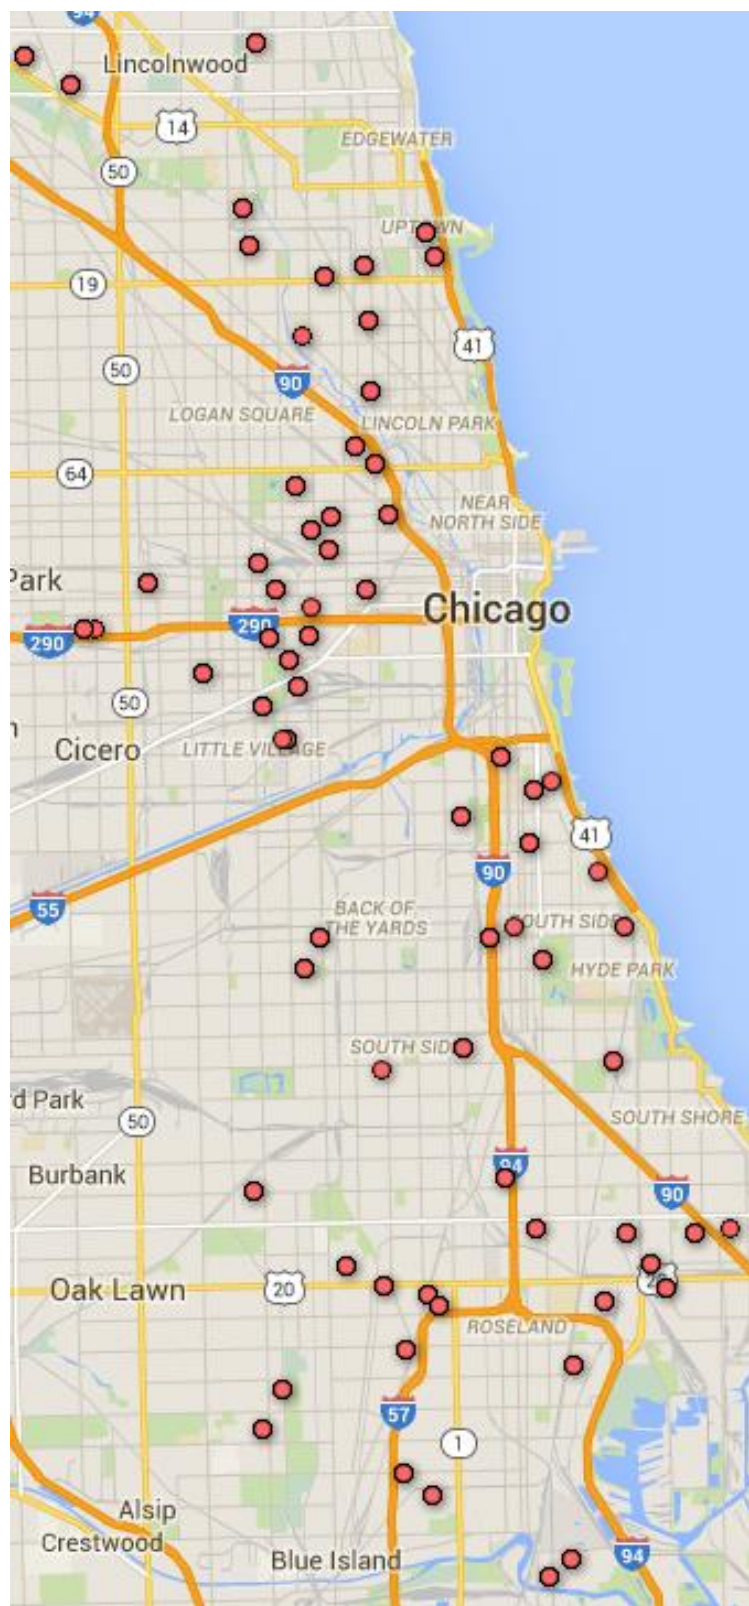 94
Lincolnwood
14
EDGEWATER
50
UPTOWN
19
41
50
90
LOGAN SQUARE
LINCOLN PARK
64
NEAR
NORTH SIDE
Park
Chicago
290
290
50
Cicero
LITTLE VILLAGE
41
90
55
BACK OF
THE YARDS
SOUTH SIDE
HYDE PARK
SOUTH SIDE
rd Park
50
SOUTH SHORE
94
Burbank
90
Oak Lawn
20
ROSELAND
57
1
Alsip
Crestwood
94
Blue Island